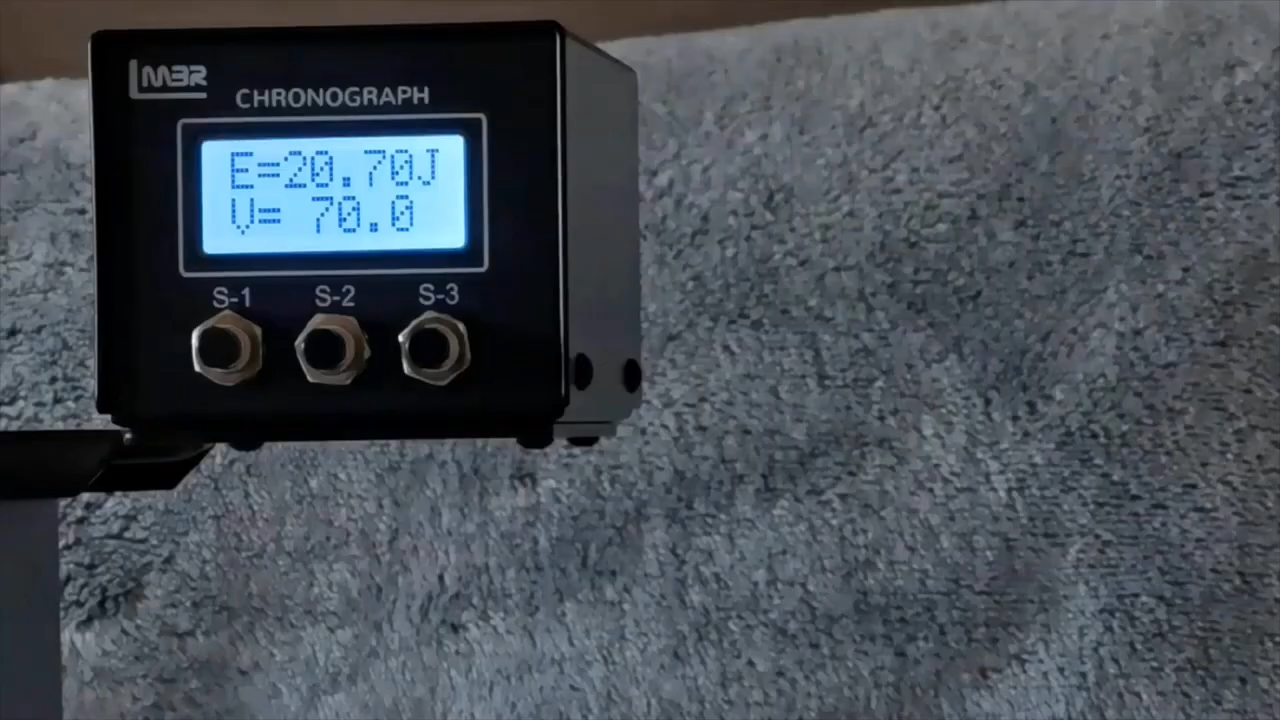 LMBR
CHRONOGRAPH
E=20.70J
V= 70.0
S-1 S-2 S-3